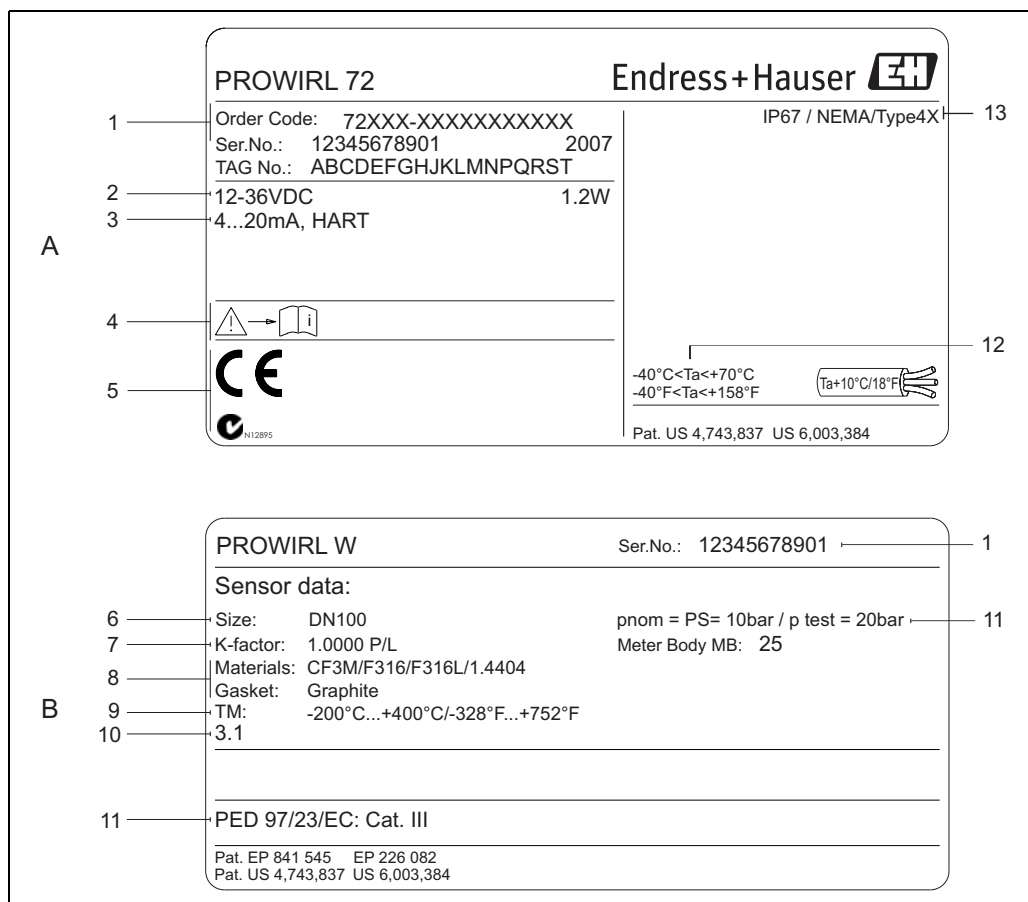 A
PROWIRL 72
Endress+Hauser EH
1
Order Code: 72XXX-XXXXXXXXXXX
Ser.No.: 12345678901 2007
TAG No.: ABCDEFGHJKLMNPQRST
IP67 / NEMA/Type4X
13
2
12-36VDC 1.2W
3
4...20mA, HART
4
i
5
CE
N12895
12
-40°C<Ta<+70°C
-40°F<Ta<+158°F
Ta+10°C/18°F
Pat. US 4,743,837 US 6,003,384
B
PROWIRL W
Ser.No.: 12345678901
1
Sensor data:
6
Size: DN100
pnom = PS= 10bar / p test = 20bar
11
7
K-factor: 1.0000 P/L
Meter Body MB: 25
8
Materials: CF3M/F316/F316L/1.4404
Gasket: Graphite
9
TM: -200°C...+400°C/-328°F...+752°F
10
3.1
11
PED 97/23/EC: Cat. III
Pat. EP 841 545 EP 226 082
Pat. US 4,743,837 US 6,003,384